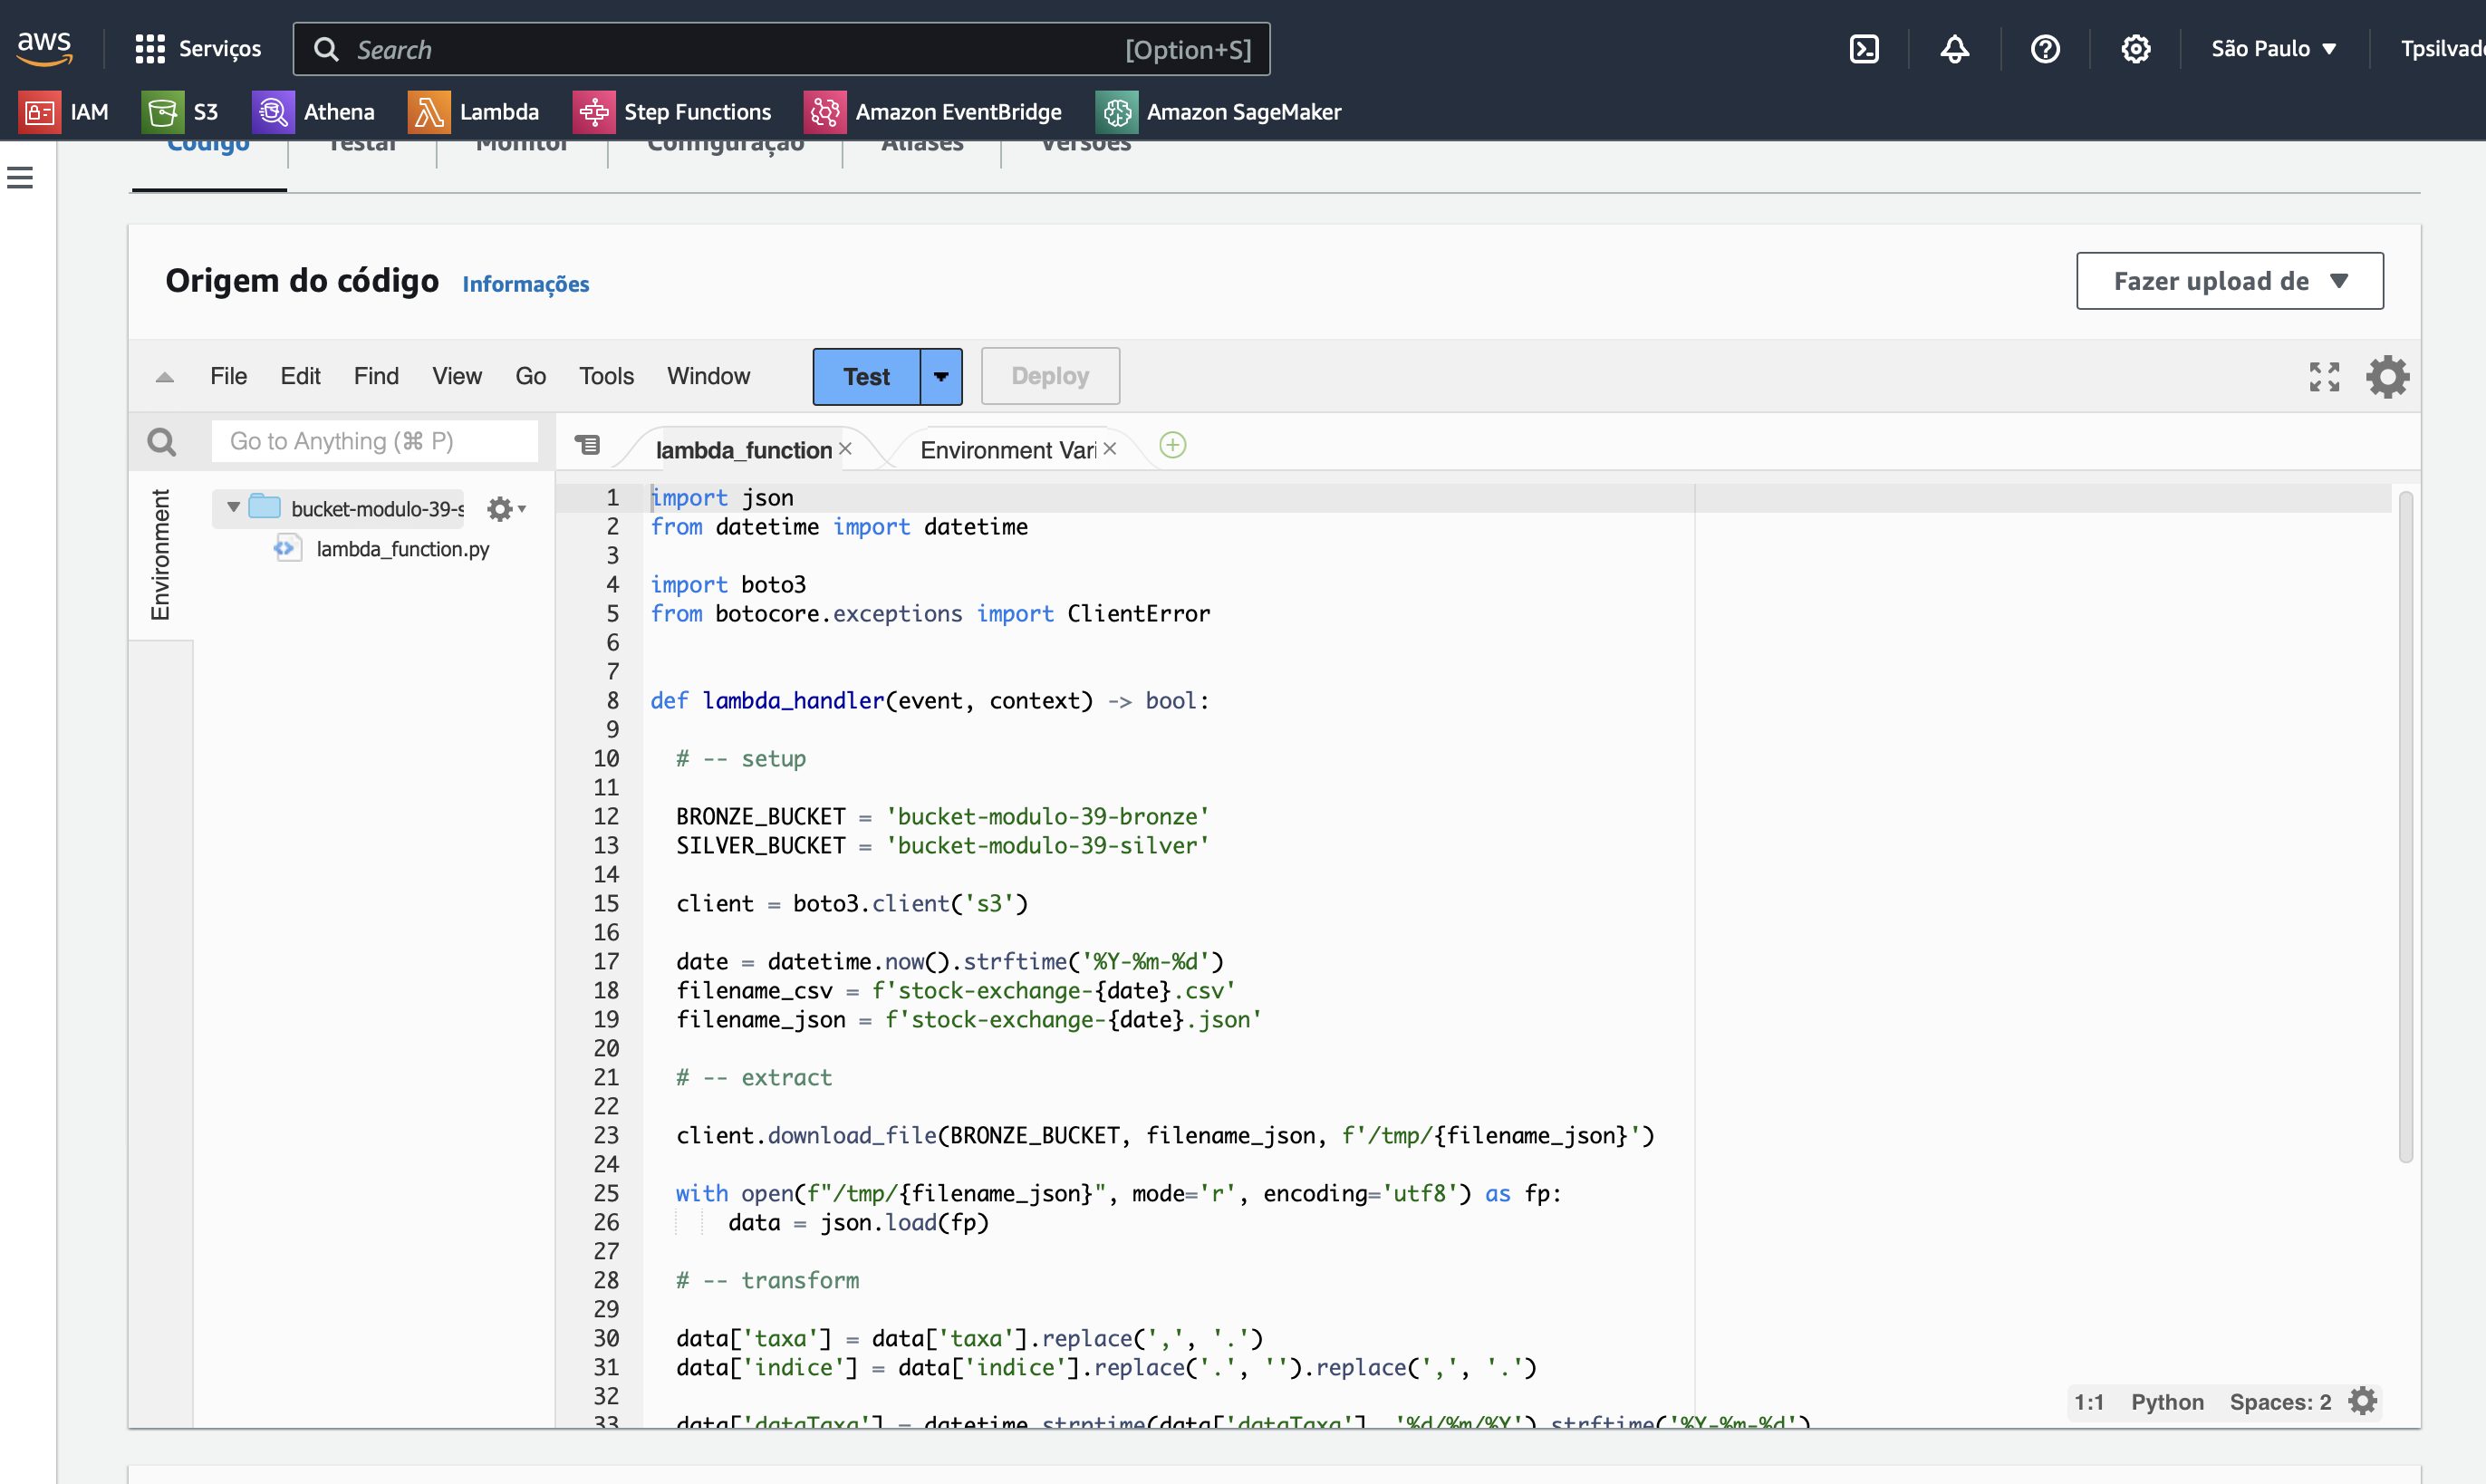 aws Serviços Search [Option+S] São Paulo Tpsilvad
IAM S3 Athena Lambda Step Functions Amazon EventBridge Amazon SageMaker
Código Testar Monitor Configuração Aliases Versões
Origem do código Informações Fazer upload de
File Edit Find View Go Tools Window Test Deploy
Go to Anything (⌘ P) lambda_function × Environment Vari ×
Environment
bucket-modulo-39-s
lambda_function.py
1 import json
2 from datetime import datetime
3
4 import boto3
5 from botocore.exceptions import ClientError
6
7
8 def lambda_handler(event, context) -> bool:
9
10 # -- setup
11
12 BRONZE_BUCKET = 'bucket-modulo-39-bronze'
13 SILVER_BUCKET = 'bucket-modulo-39-silver'
14
15 client = boto3.client('s3')
16
17 date = datetime.now().strftime('%Y-%m-%d')
18 filename_csv = f'stock-exchange-{date}.csv'
19 filename_json = f'stock-exchange-{date}.json'
20
21 # -- extract
22
23 client.download_file(BRONZE_BUCKET, filename_json, f'/tmp/{filename_json}')
24
25 with open(f"/tmp/{filename_json}", mode='r', encoding='utf8') as fp:
26 data = json.load(fp)
27
28 # -- transform
29
30 data['taxa'] = data['taxa'].replace(',', '.')
31 data['indice'] = data['indice'].replace('.', '').replace(',', '.')
32
33 data['dataTaxa'] = datetime.strptime(data['dataTaxa'], '%d/%m/%Y').strftime('%Y-%m-%d')
1:1 Python Spaces: 2